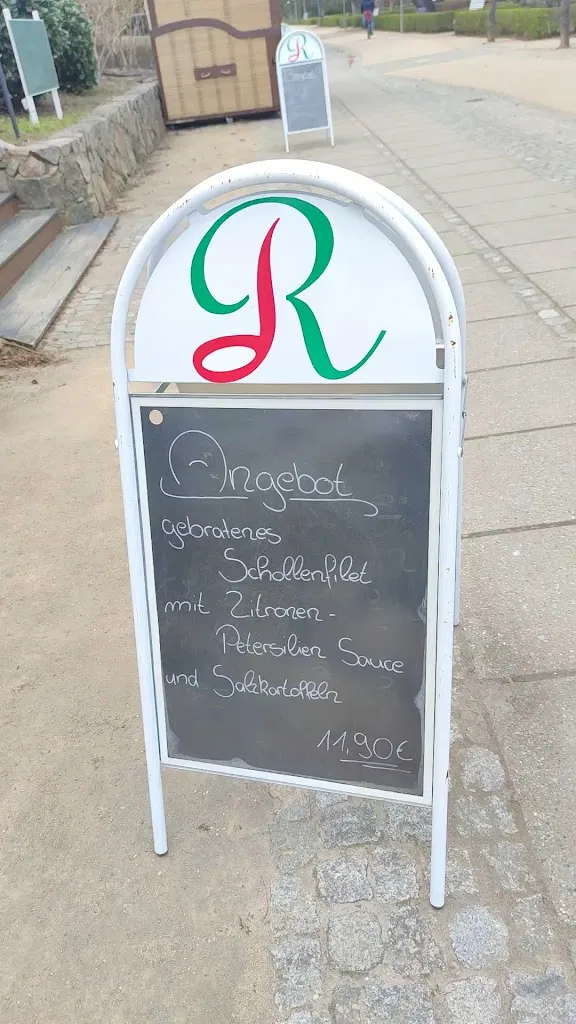 R
Angebot
gebratenes
Schollenfilet
mit Zitronen-
Petersilien Sauce
und Salzkartoffeln
11,90€
R